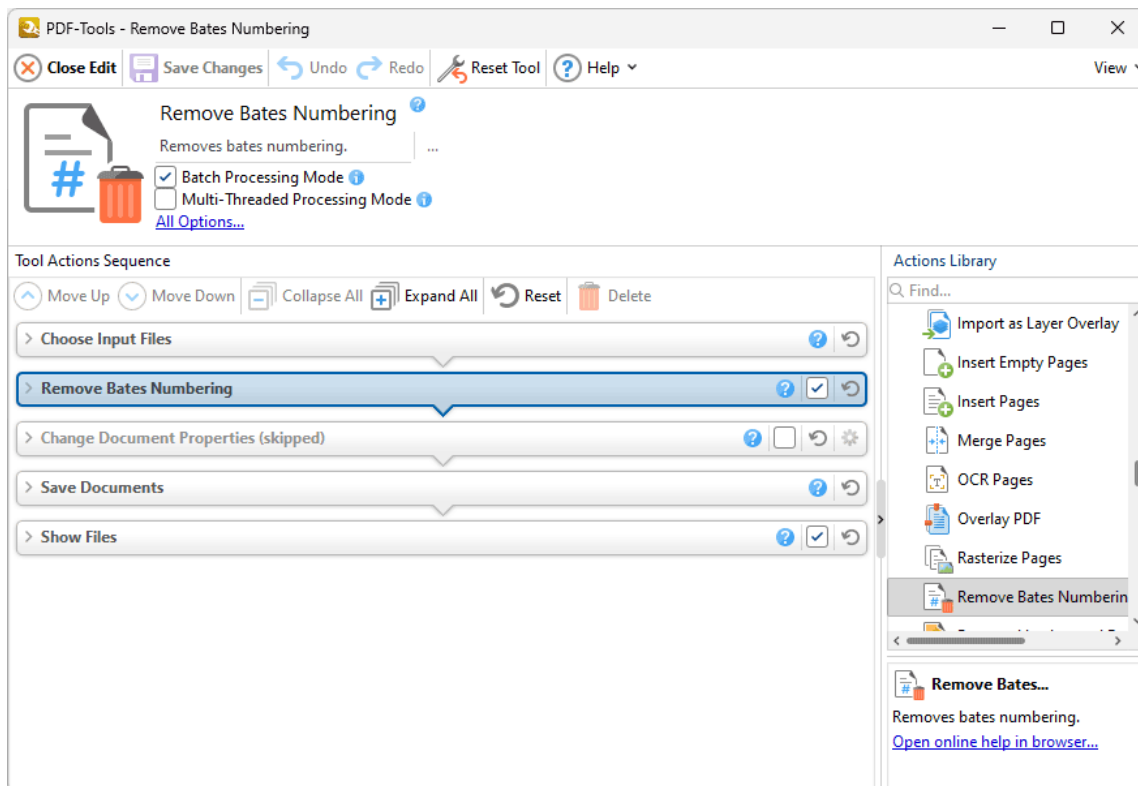 PDF-Tools - Remove Bates Numbering
Close Edit Save Changes Undo Redo Reset Tool ? Help View
Remove Bates Numbering ?
# Removes bates numbering. ...
Batch Processing Mode i
Multi-Threaded Processing Mode i
All Options...
Tool Actions Sequence
Move Up Move Down Collapse All Expand All Reset Delete
Choose Input Files ?
Remove Bates Numbering ?
Change Document Properties (skipped) ?
Save Documents ?
Show Files ?
Actions Library
Find...
Import as Layer Overlay
Insert Empty Pages
Insert Pages
Merge Pages
T OCR Pages
Overlay PDF
Rasterize Pages
# Remove Bates Numberin
# Remove Bates...
Removes bates numbering.
Open online help in browser...